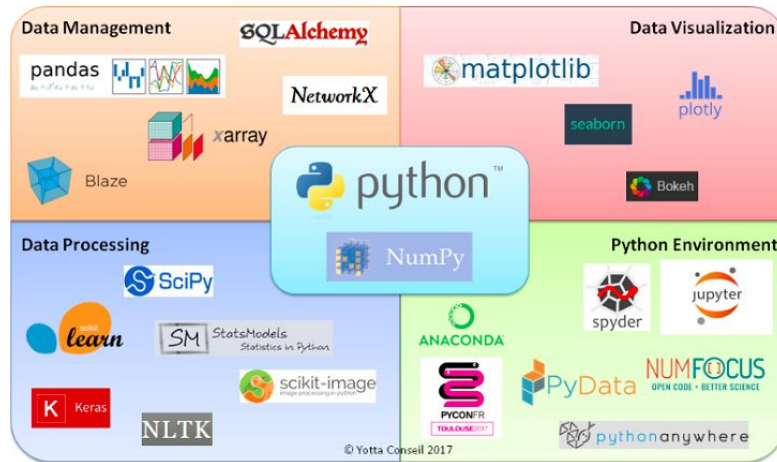 Data Management
SQLAlchemy
pandas
NetworkX
xarray
Blaze
Data Visualization
matplotlib
plotly
seaborn
Bokeh
python™
NumPy
Data Processing
SciPy
scikit
learn
SM StatsModels
Statistics in Python
scikit-image
image processing in python
K Keras
NLTK
Python Environment
spyder
jupyter
ANACONDA
PYCONFR
TOULOUSE2017
PyData
NUMFOCUS
OPEN CODE = BETTER SCIENCE
pythonanywhere
© Yotta Conseil 2017